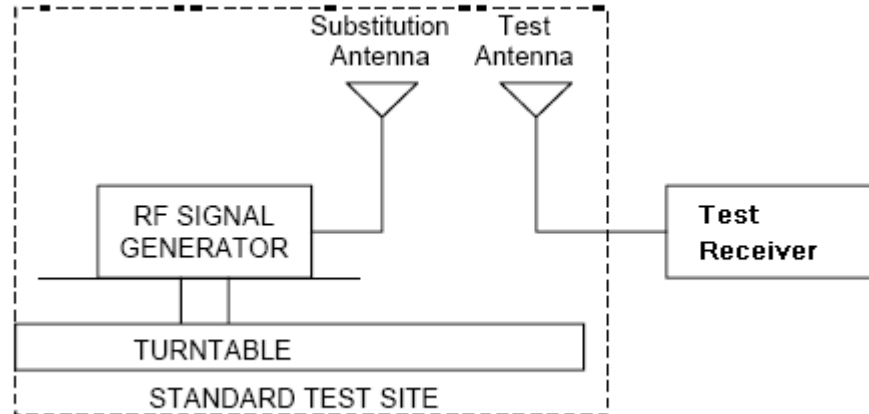 Substitution
Antenna
Test
Antenna
RF SIGNAL
GENERATOR
Test
Receiver
TURNTABLE
STANDARD TEST SITE